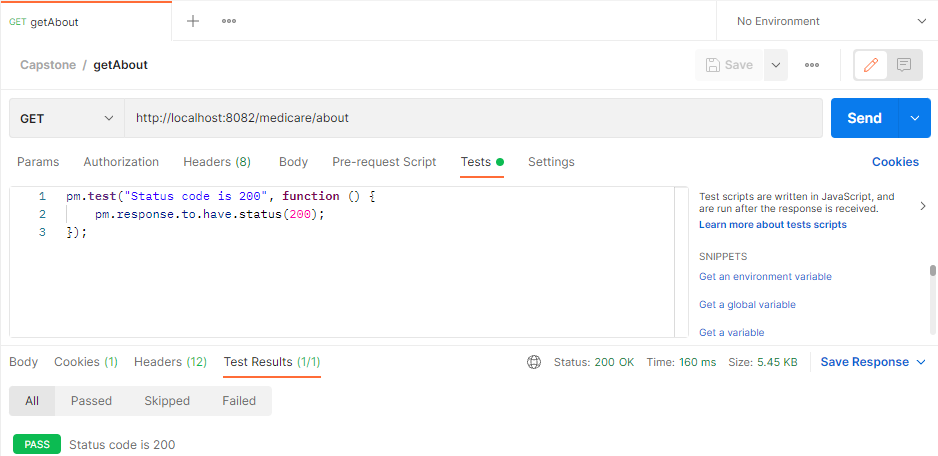 GET getAbout
No Environment
Capstone / getAbout
Save
GET
http://localhost:8082/medicare/about
Send
Params Authorization Headers (8) Body Pre-request Script Tests Settings Cookies
1 pm.test("Status code is 200", function () {
2 pm.response.to.have.status(200);
3 });
Test scripts are written in JavaScript, and
are run after the response is received.
Learn more about tests scripts
SNIPPETS
Get an environment variable
Get a global variable
Get a variable
Body Cookies (1) Headers (12) Test Results (1/1) Status: 200 OK Time: 160 ms Size: 5.45 KB Save Response
All Passed Skipped Failed
PASS Status code is 200